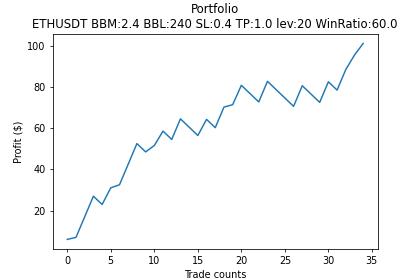 Portfolio
ETHUSDT BBM:2.4 BBL:240 SL:0.4 TP:1.0 lev:20 WinRatio:60.0
100
80
60
40
20
Profit ($)
0 5 10 15 20 25 30 35
Trade counts